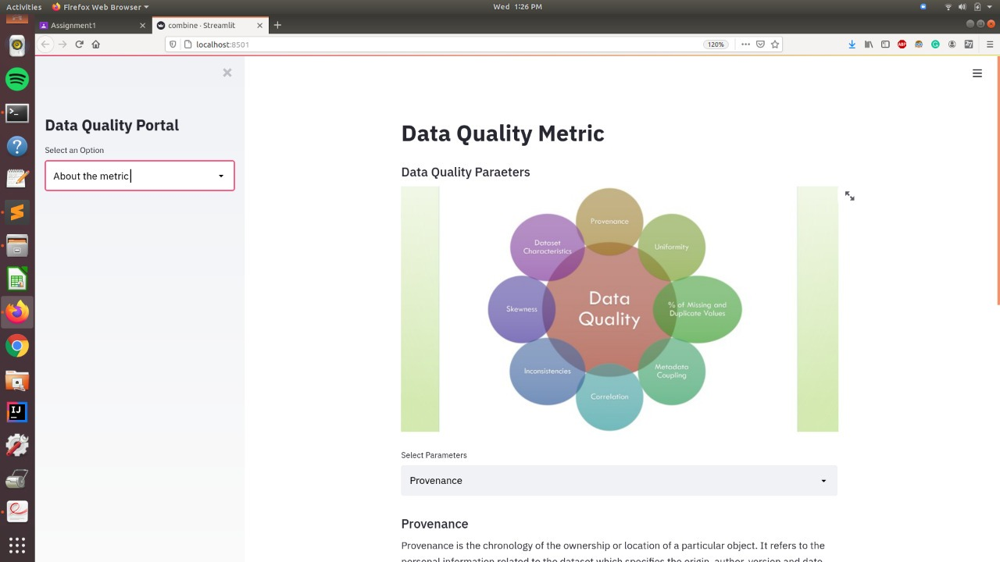 Activities Firefox Web Browser Wed 1:26 PM
Assignment1 combine · Streamlit
localhost:8501 120%
ABP
Data Quality Portal
Select an Option
About the metric
Data Quality Metric
Data Quality Paraeters
Provenance
Dataset
Characteristics
Uniformity
Data
Quality
Skewness
% of Missing and
Duplicate Values
Inconsistencies
Metadata
Coupling
Correlation
Select Parameters
Provenance
IJ
Provenance
Provenance is the chronology of the ownership or location of a particular object. It refers to the
personal information related to the dataset which specifies the origin, author, version and date